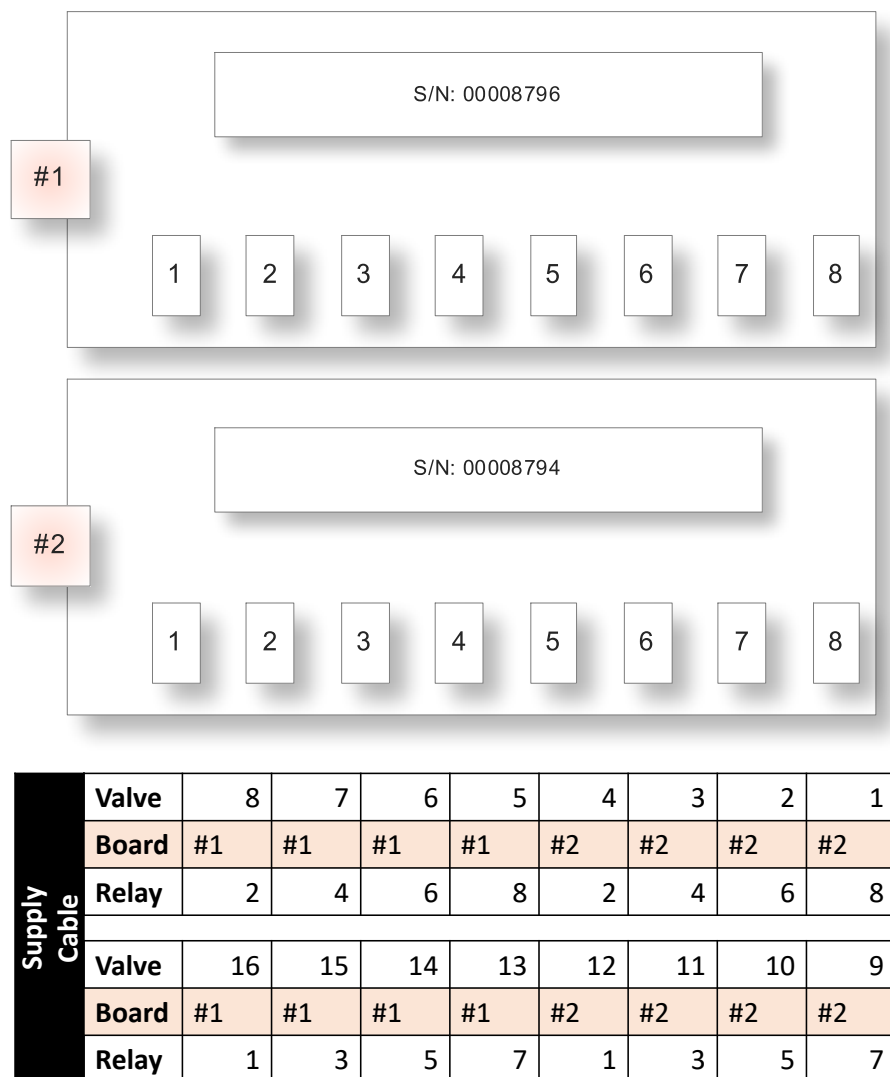 S/N: 00008796
#1
1 2 3 4 5 6 7 8
S/N: 00008794
#2
1 2 3 4 5 6 7 8
Supply
Cable
Valve 8 7 6 5 4 3 2 1
Board #1 #1 #1 #1 #2 #2 #2 #2
Relay 2 4 6 8 2 4 6 8
Valve 16 15 14 13 12 11 10 9
Board #1 #1 #1 #1 #2 #2 #2 #2
Relay 1 3 5 7 1 3 5 7